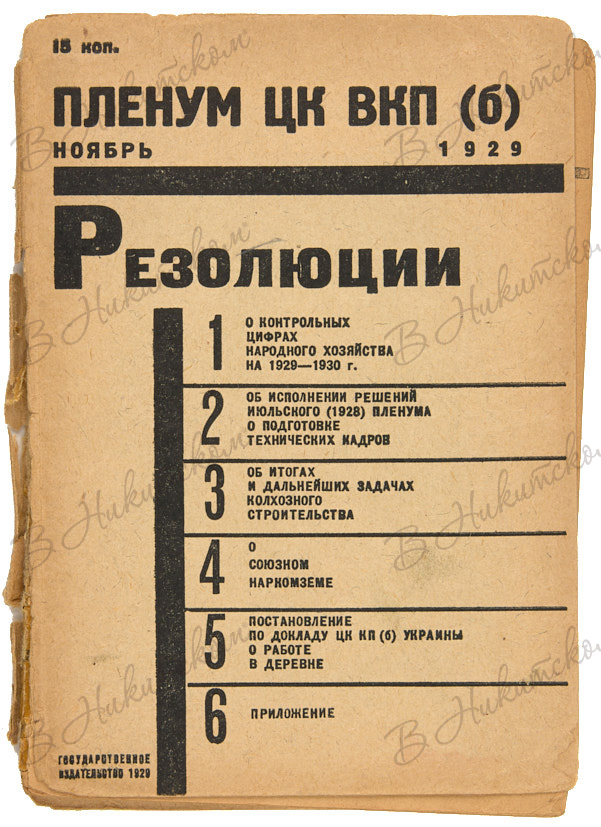 15 коп.
ПЛЕНУМ ЦК ВКП (б)
НОЯБРЬ 1929
РЕЗОЛЮЦИИ
1 О КОНТРОЛЬНЫХ
ЦИФРАХ
НАРОДНОГО ХОЗЯЙСТВА
НА 1929—1930 г.
2 ОБ ИСПОЛНЕНИИ РЕШЕНИЙ
ИЮЛЬСКОГО (1928) ПЛЕНУМА
О ПОДГОТОВКЕ
ТЕХНИЧЕСКИХ КАДРОВ
3 ОБ ИТОГАХ
И ДАЛЬНЕЙШИХ ЗАДАЧАХ
КОЛХОЗНОГО
СТРОИТЕЛЬСТВА
4 О
СОЮЗНОМ
НАРКОМЗЕМЕ
5 ПОСТАНОВЛЕНИЕ
ПО ДОКЛАДУ ЦК КП (б) УКРАИНЫ
О РАБОТЕ
В ДЕРЕВНЕ
6 ПРИЛОЖЕНИЕ
ГОСУДАРСТВЕННОЕ
ИЗДАТЕЛЬСТВО 1929
В Никитском